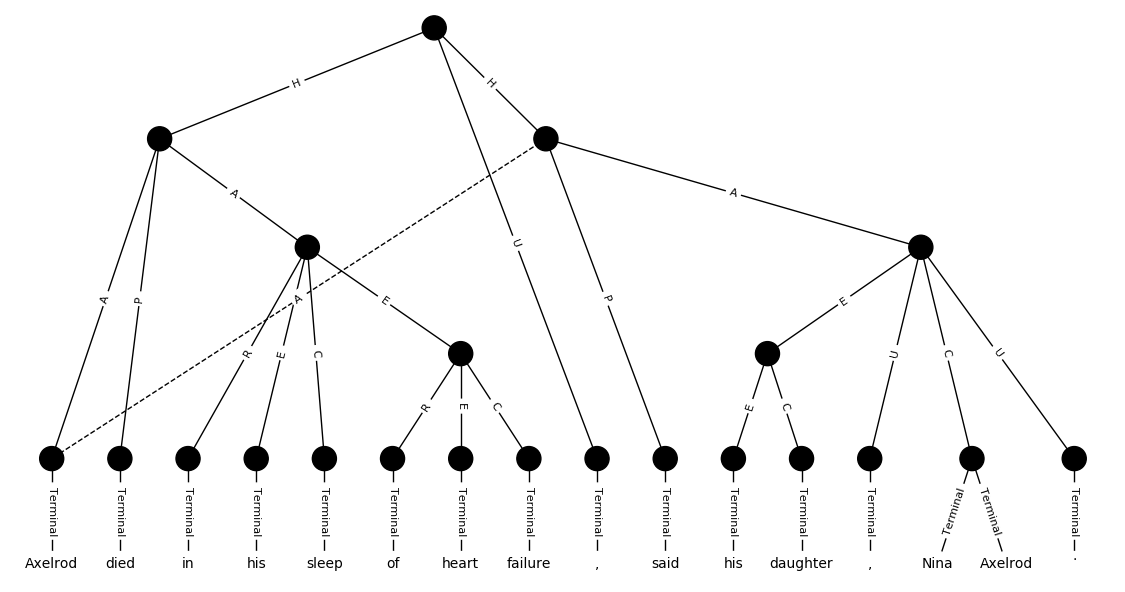 H
H
A
A
A
P
U
A
E
P
E
R
E
C
U
C
U
R
E
C
E
C
Terminal Terminal Terminal Terminal Terminal Terminal Terminal Terminal Terminal Terminal Terminal Terminal Terminal Terminal Terminal Terminal
Axelrod died in his sleep of heart failure , said his daughter , Nina Axelrod .